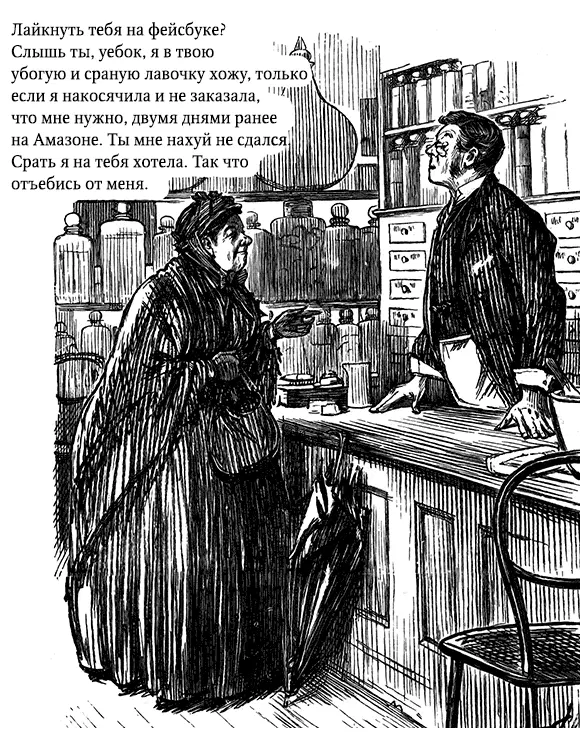 Лайкнуть тебя на фейсбуке?
Слышь ты, уебок, я в твою
убогую и сраную лавочку хожу, только
если я накосячила и не заказала,
что мне нужно, двумя днями ранее
на Амазоне. Ты мне нахуй не сдался.
Срать я на тебя хотела. Так что
отъебись от меня.